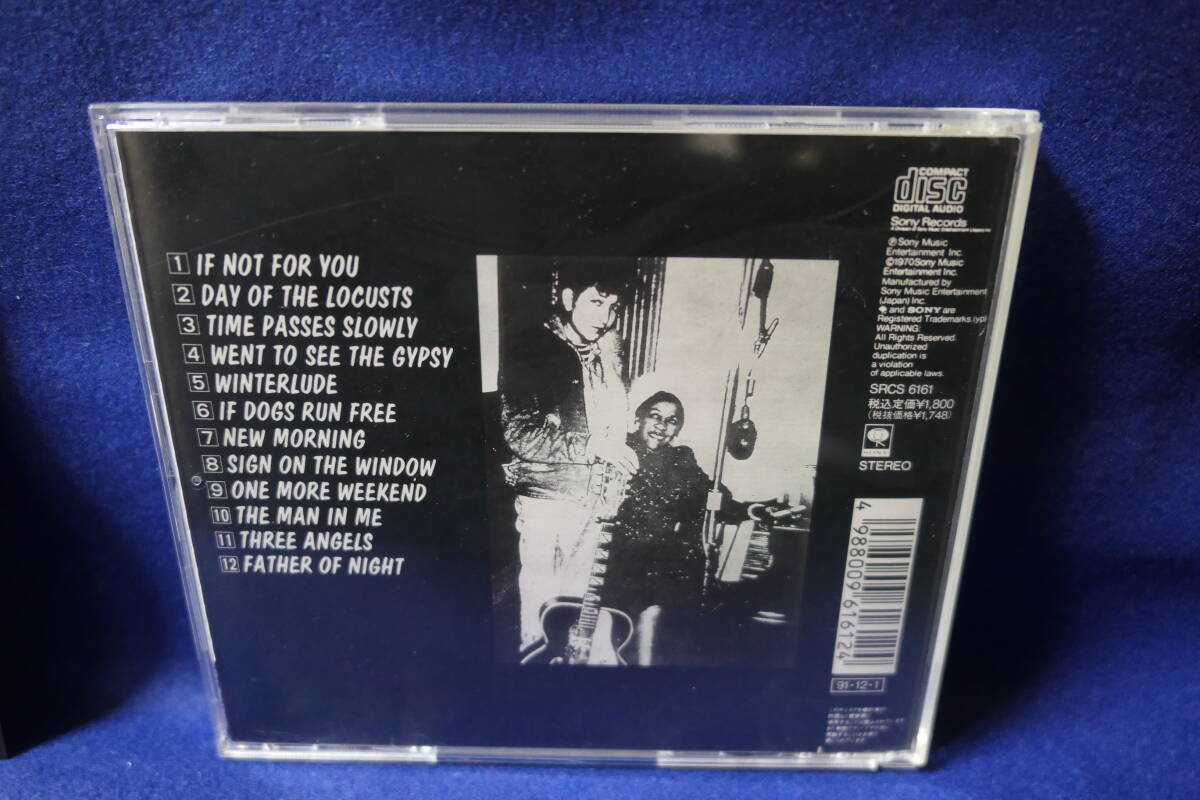 1 IF NOT FOR YOU
2 DAY OF THE LOCUSTS
3 TIME PASSES SLOWLY
4 WENT TO SEE THE GYPSY
5 WINTERLUDE
6 IF DOGS RUN FREE
7 NEW MORNING
8 SIGN ON THE WINDOW
9 ONE MORE WEEKEND
10 THE MAN IN ME
11 THREE ANGELS
12 FATHER OF NIGHT
COMPACT
disc
DIGITAL AUDIO
Sony Records
℗Sony Music
Entertainment Inc.
©1970Sony Music
Entertainment Inc.
Manufactured by
Sony Music Entertainment
(Japan) Inc.
and SONY are
Registered Trademarks.(yp)
WARNING:
All Rights Reserved.
Unauthorized
duplication is
a violation
of applicable laws.
SRCS 6161
税込定価¥1,800
(税抜価格¥1,748)
STEREO
4 988009 616124
91・12・1